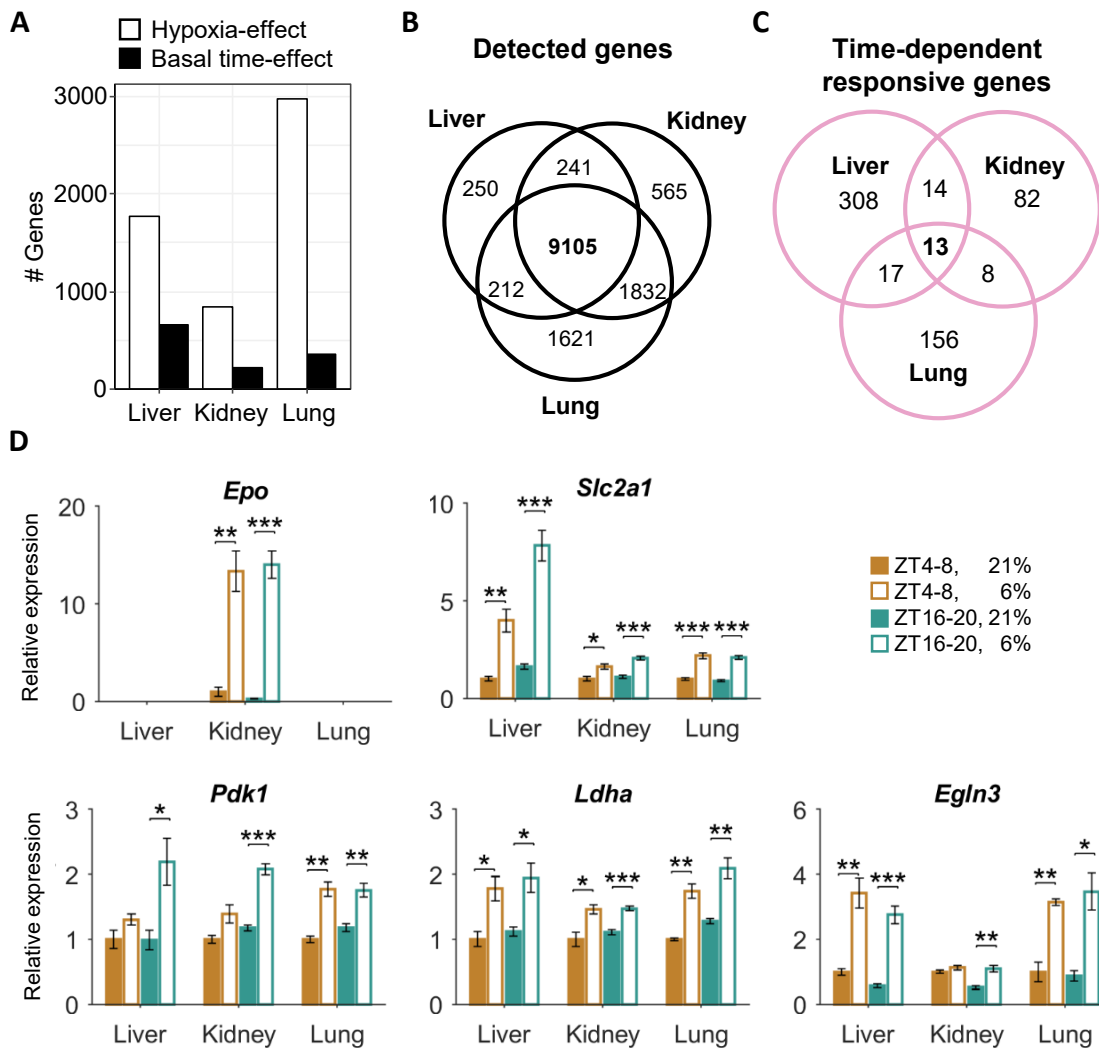 A
Hypoxia-effect
Basal time-effect
# Genes
3000
2000
1000
0
Liver Kidney Lung
B
Detected genes
Liver
Kidney
241
250
565
9105
212
1832
1621
Lung
C
Time-dependent
responsive genes
Liver
Kidney
308
14
82
13
17
8
156
Lung
D
Epo
Relative expression
20
10
0
** ***
Liver Kidney Lung
Slc2a1
10
5
0
** *** * *** *** ***
Liver Kidney Lung
ZT4-8, 21%
ZT4-8, 6%
ZT16-20, 21%
ZT16-20, 6%
Pdk1
Relative expression
3
2
1
0
* *** ** **
Liver Kidney Lung
Ldha
3
2
1
0
* * * *** ** **
Liver Kidney Lung
Egln3
6
4
2
0
** *** ** ** *
Liver Kidney Lung